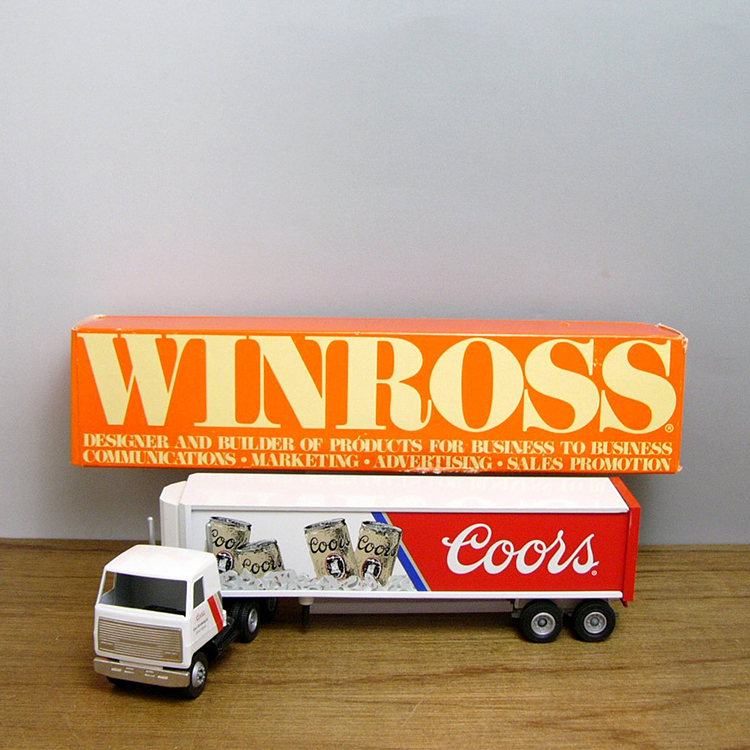 WINROSS®
DESIGNER AND BUILDER OF PRODUCTS FOR BUSINESS TO BUSINESS
COMMUNICATIONS • MARKETING • ADVERTISING • SALES PROMOTION
Coors
Coors
Coors
Coors
Coors®
Coors